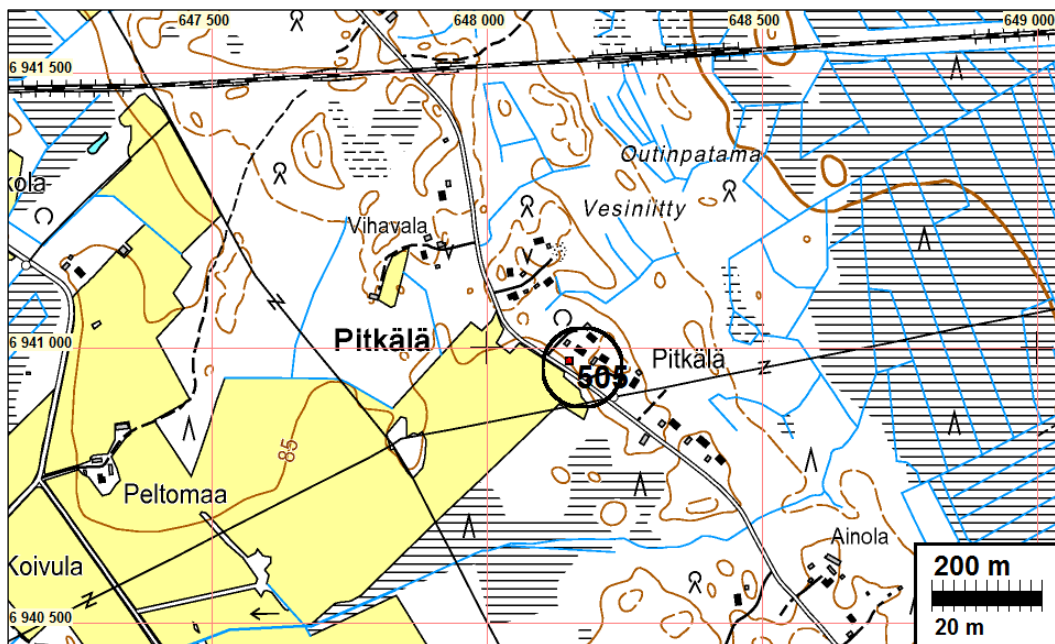 647 500
648 000
648 500
649 000
6 941 500
Outinpatama
kola
Vesiniitty
Vihavala
Z
Pitkälä
6 941 000
Pitkälä
505
Z
85
Peltomaa
Ainola
Koivula
200 m
Z
6 940 500
20 m